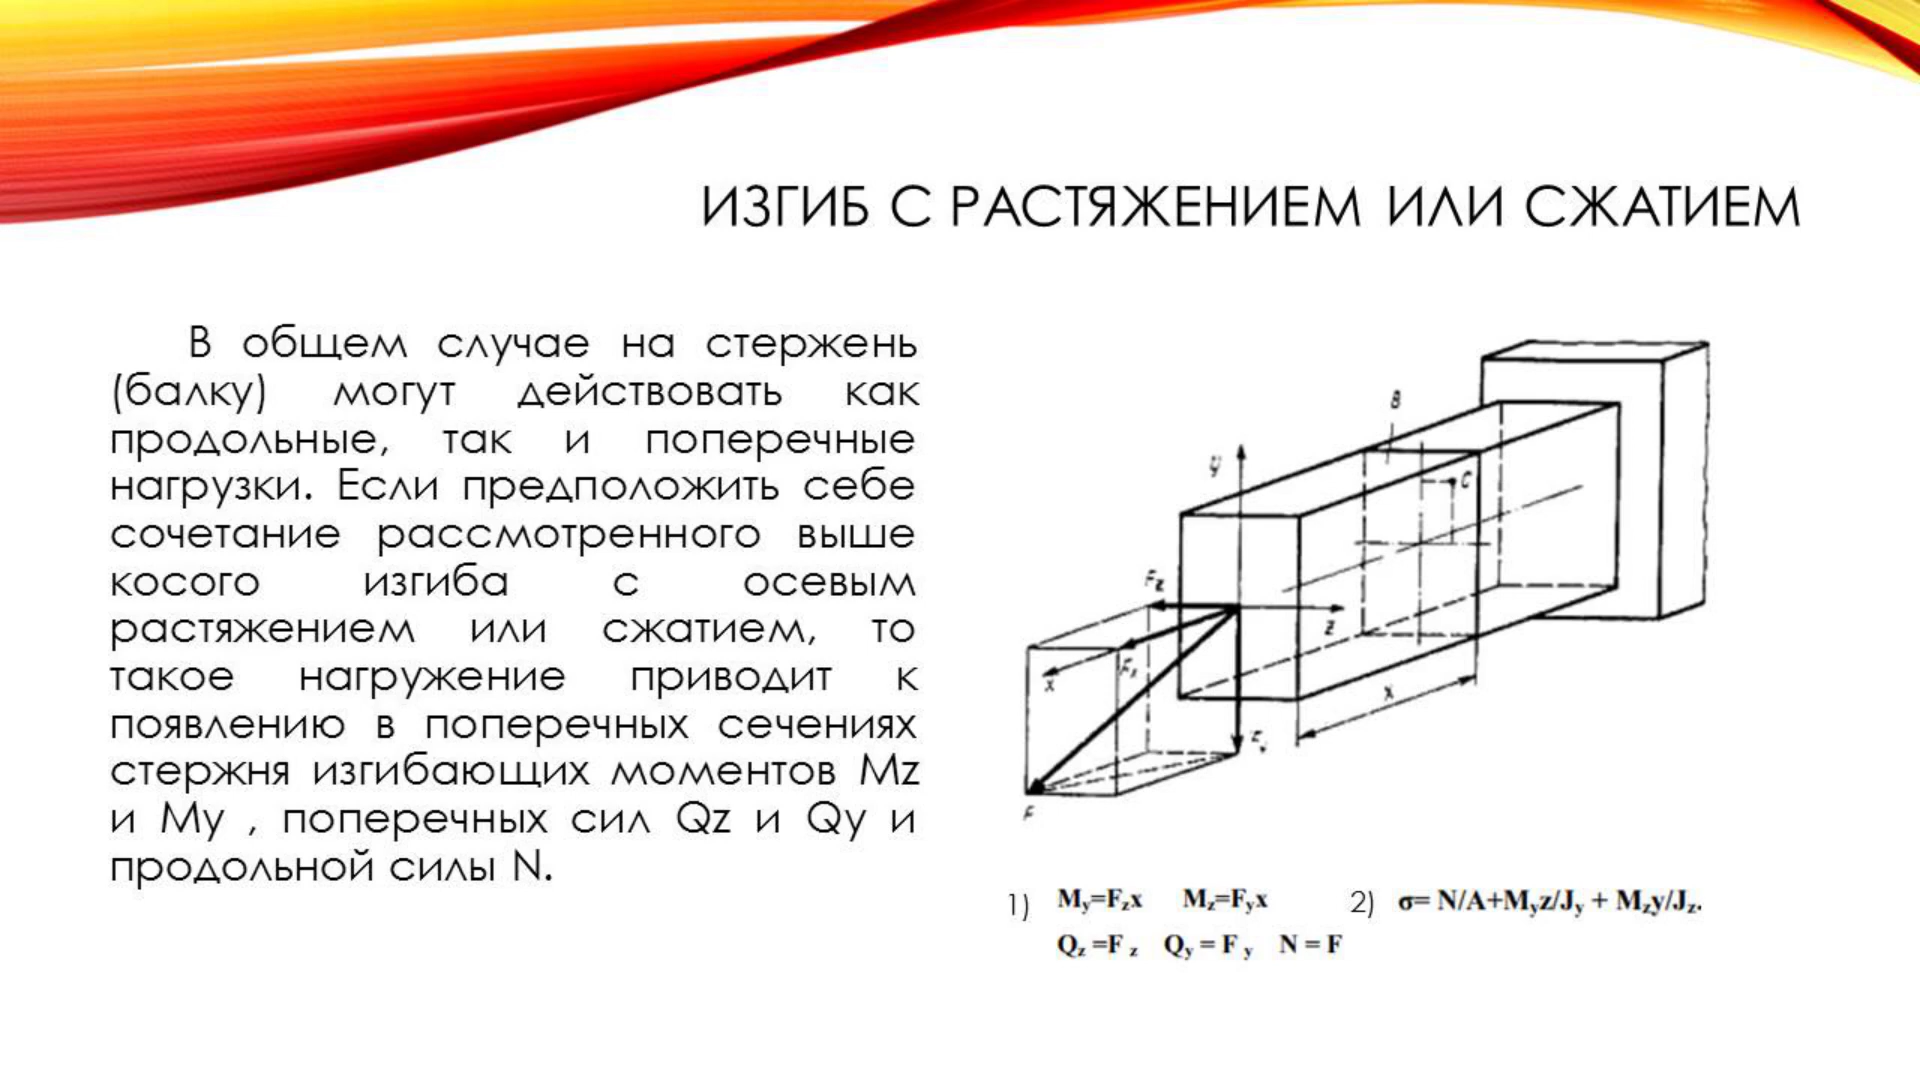 ИЗГИБ С РАСТЯЖЕНИЕМ ИЛИ СЖАТИЕМ
В общем случае на стержень
(балку) могут действовать как
продольные, так и поперечные
нагрузки. Если предположить себе
сочетание рассмотренного выше
косого изгиба с осевым
растяжением или сжатием, то
такое нагружение приводит к
появлению в поперечных сечениях
стержня изгибающих моментов Mz
и My , поперечных сил Qz и Qy и
продольной силы N.
B
y
C
Fz
z
Fx
x
x
Fy
F
1) My=Fzx Mz=Fyx
Qz =F z Qy = F y N = F
2) σ= N/A+Myz/Jy + Mzy/Jz.